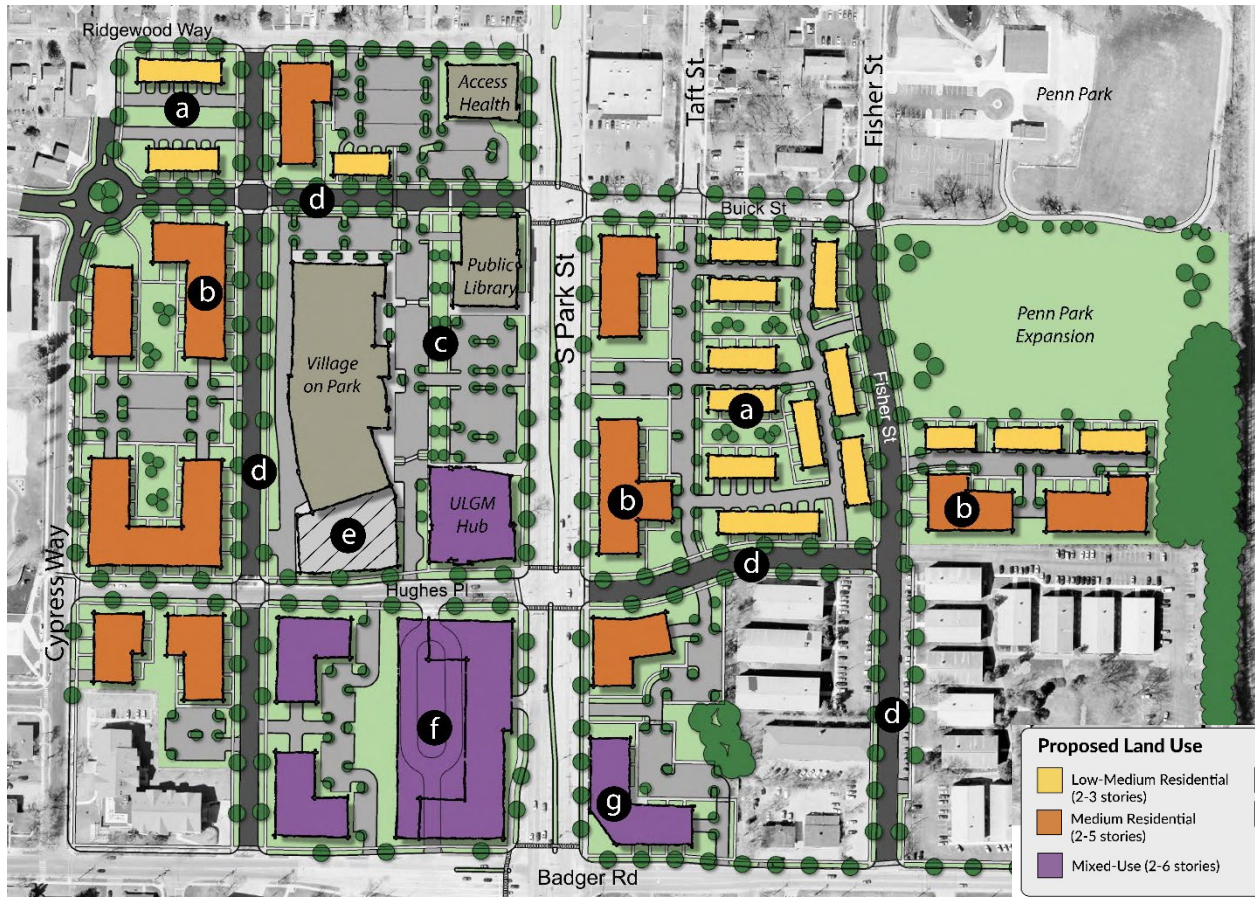 Ridgewood Way
Access
Health
Taft St.
Fisher St
Penn Park
a
d
Buick St
b
Public
Library
S Park St
Penn Park
Expansion
c
Village
on Park
Fisher St
a
d
ULGM
Hub
b
b
e
Cypress Way
d
Hughes Pl
d
f
g
Badger Rd
Proposed Land Use
Low-Medium Residential
(2-3 stories)
Medium Residential
(2-5 stories)
Mixed-Use (2-6 stories)